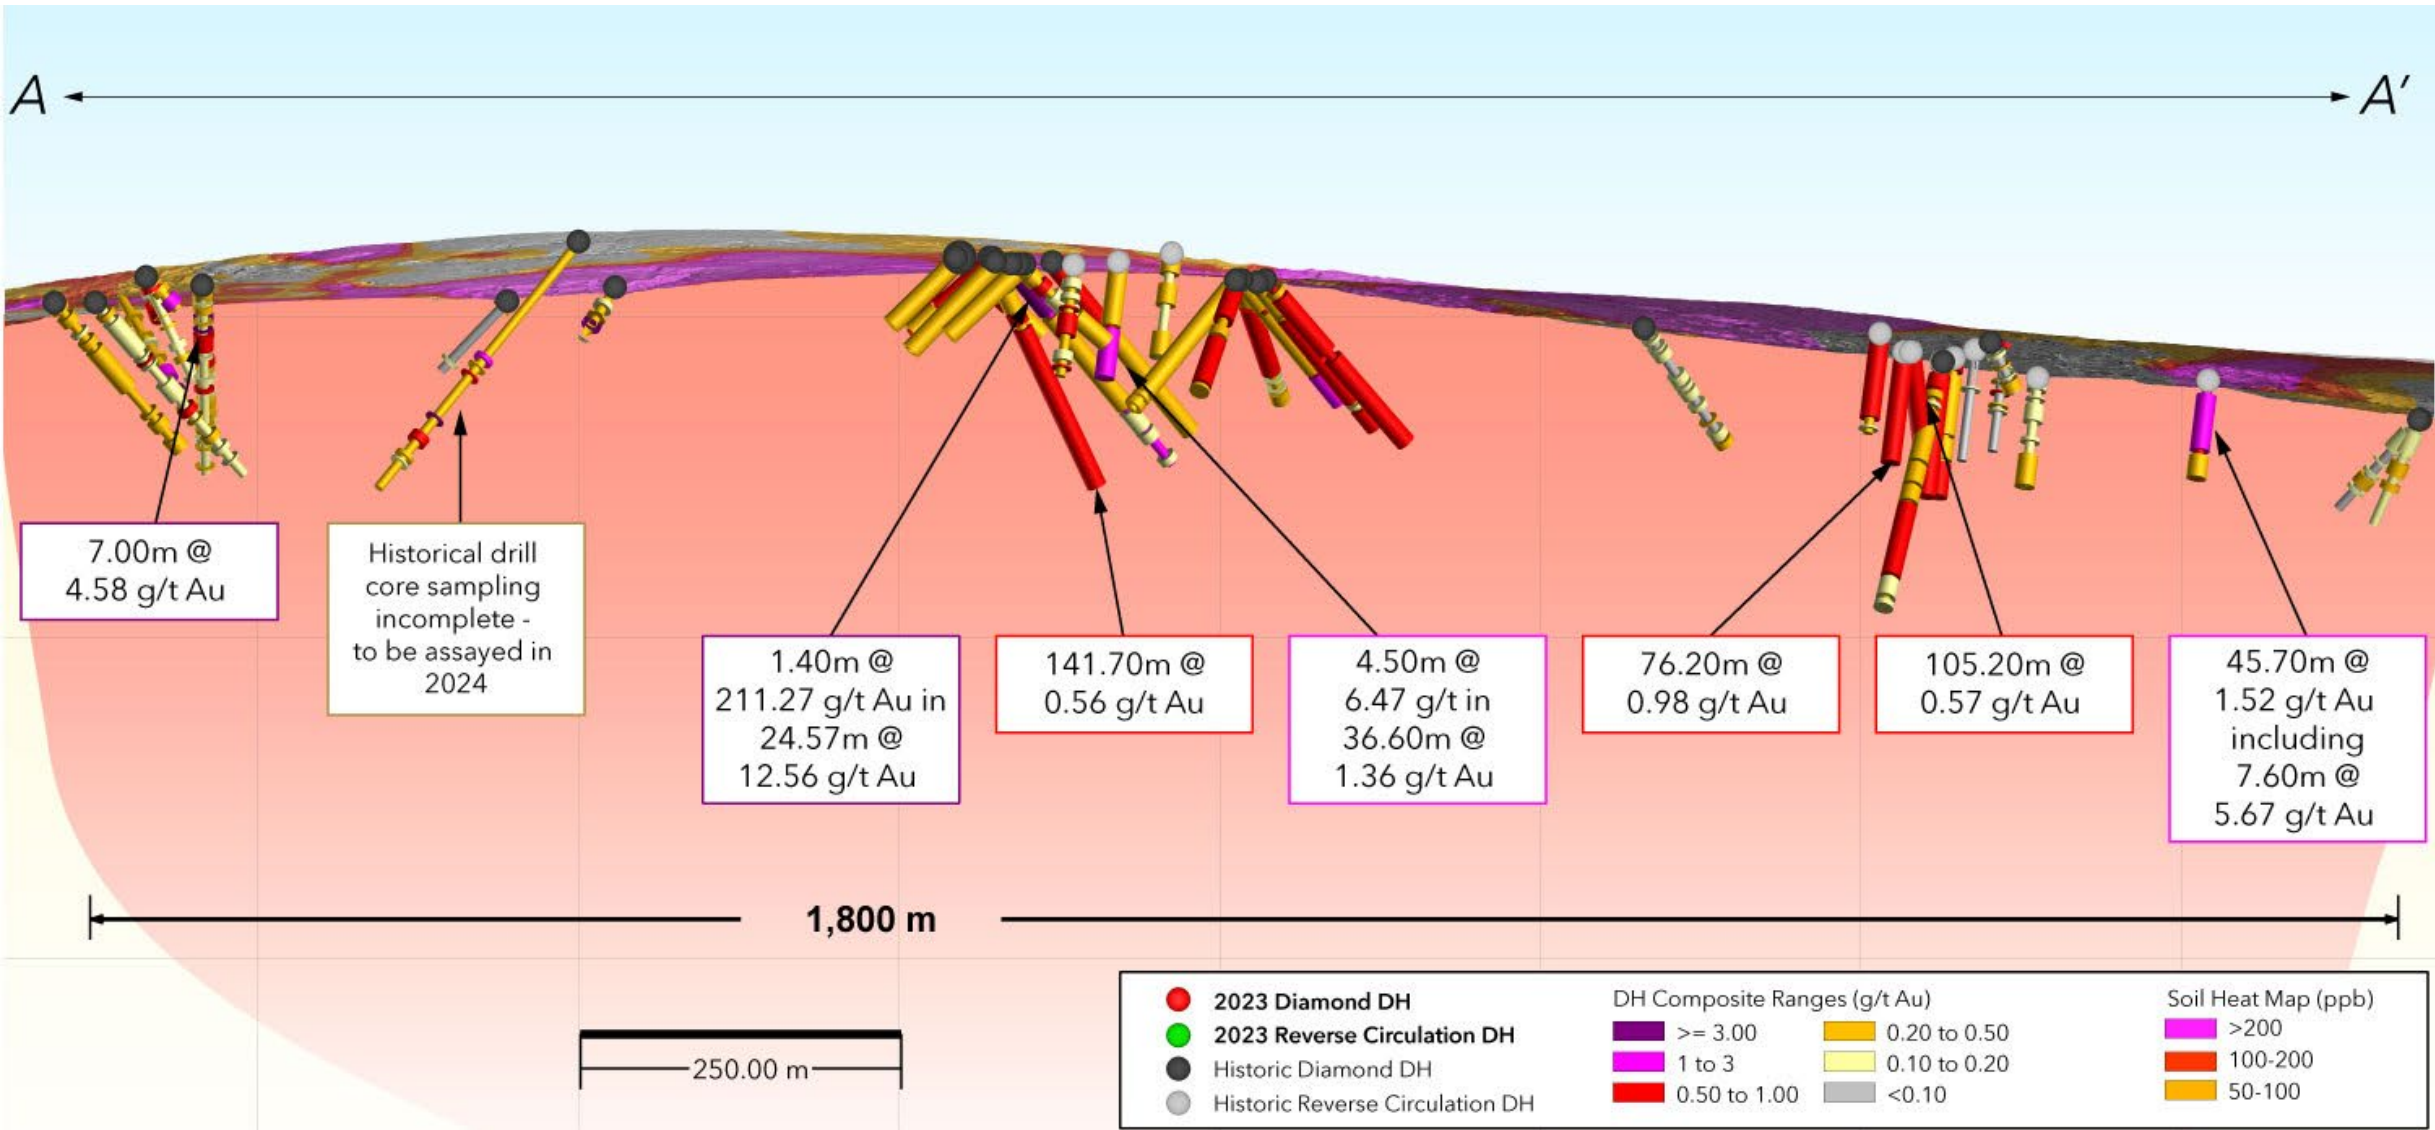 A
A'
7.00m @
4.58 g/t Au
Historical drill
core sampling
incomplete -
to be assayed in
2024
1.40m @
211.27 g/t Au in
24.57m @
12.56 g/t Au
141.70m @
0.56 g/t Au
4.50m @
6.47 g/t in
36.60m @
1.36 g/t Au
76.20m @
0.98 g/t Au
105.20m @
0.57 g/t Au
45.70m @
1.52 g/t Au
including
7.60m @
5.67 g/t Au
1,800 m
250.00 m
2023 Diamond DH
2023 Reverse Circulation DH
Historic Diamond DH
Historic Reverse Circulation DH
DH Composite Ranges (g/t Au)
>= 3.00
1 to 3
0.50 to 1.00
0.20 to 0.50
0.10 to 0.20
<0.10
Soil Heat Map (ppb)
>200
100-200
50-100